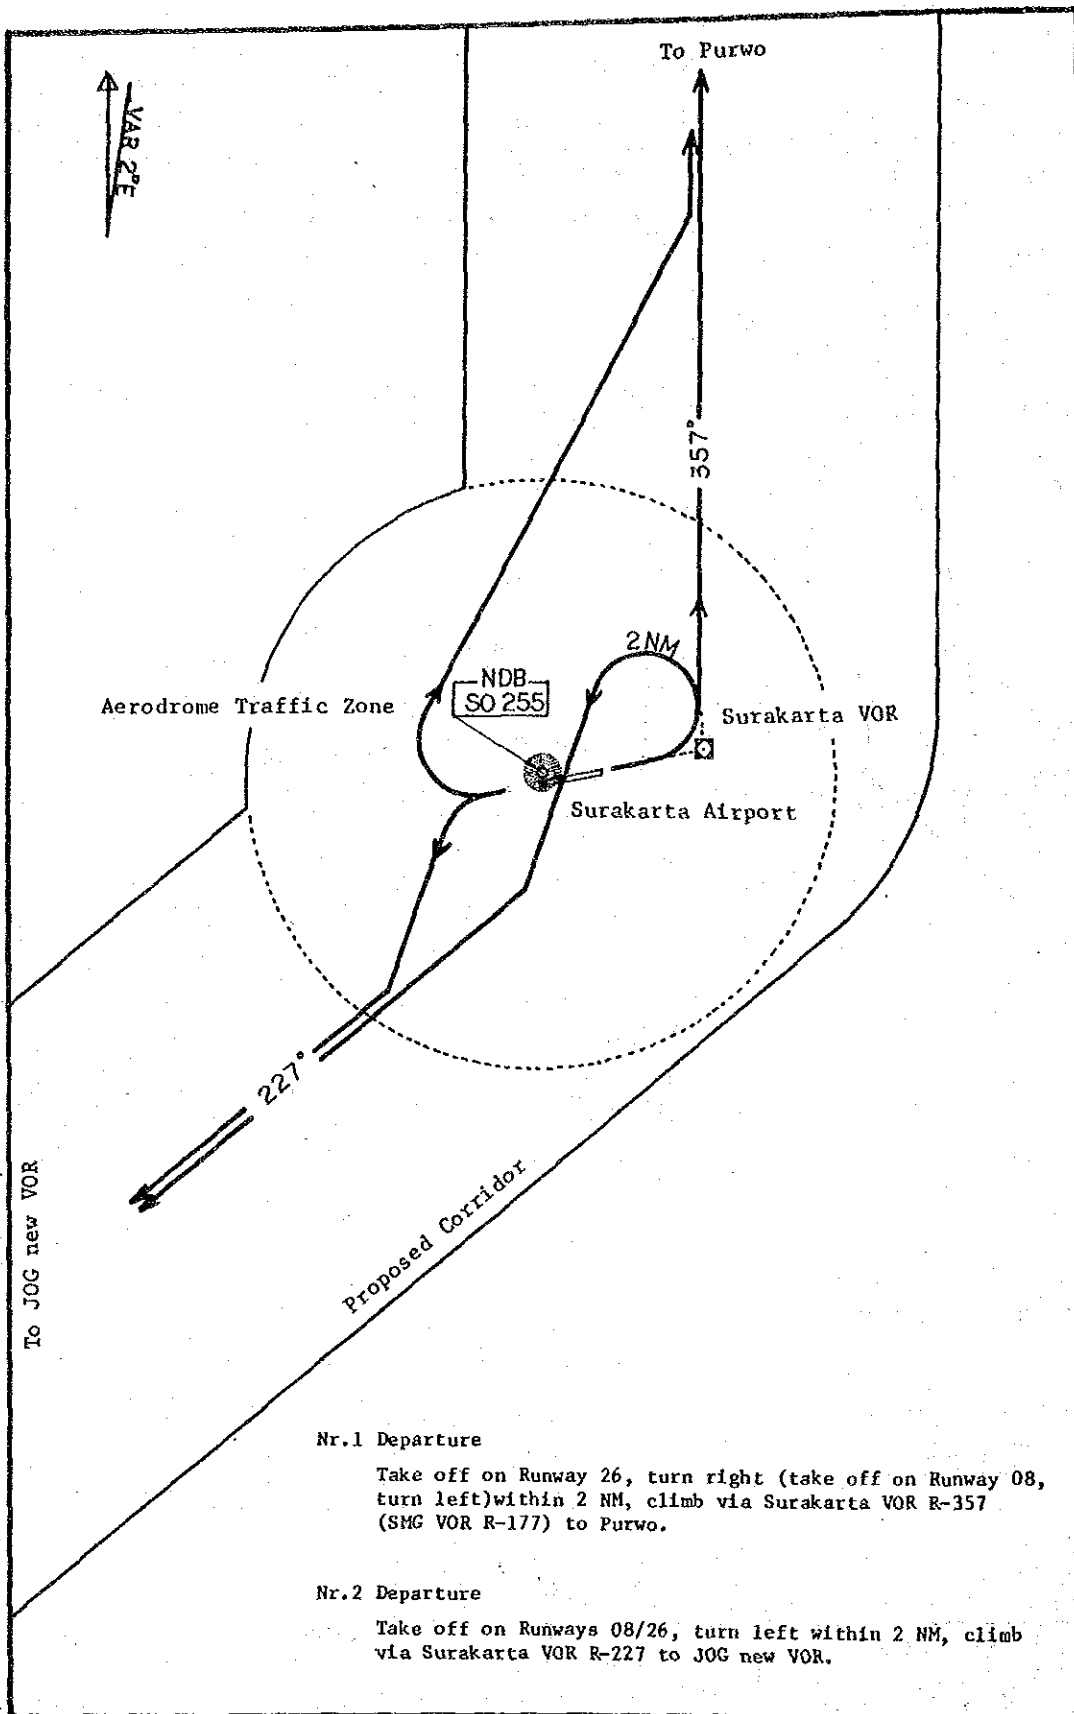 To Purwo
VAR 2°E
357°
2 NM
NDB
SO 255
Aerodrome Traffic Zone
Surakarta VOR
Surakarta Airport
227°
To JOG new VOR
Proposed Corridor
Nr.1 Departure
Take off on Runway 26, turn right (take off on Runway 08,
turn left)within 2 NM, climb via Surakarta VOR R-357
(SMG VOR R-177) to Purwo.
Nr.2 Departure
Take off on Runways 08/26, turn left within 2 NM, climb
via Surakarta VOR R-227 to JOG new VOR.